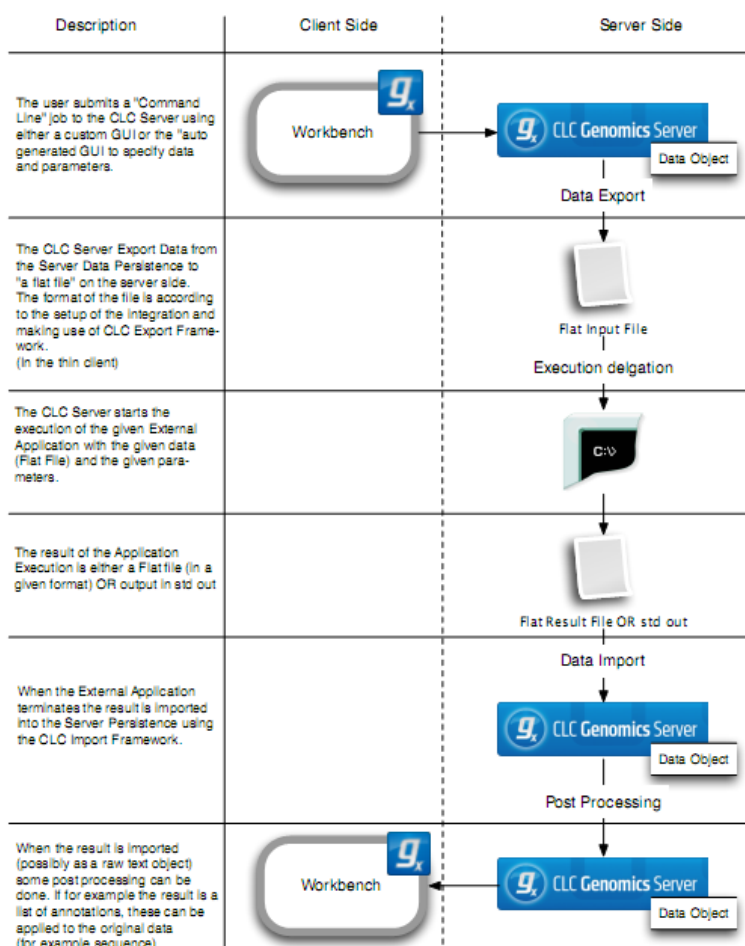 Description
Client Side
Server Side
The user submits a "Command
Line" job to the CLC Server using
either a custom GUI or the "auto
generated GUI to specify data
and parameters.
gx
Workbench
gx CLC Genomics Server
Data Object
Data Export
The CLC Server Export Data from
the Server Data Persistence to
"a flat file" on the server side.
The format of the file is according
to the setup of the integration and
making use of CLC Export Frame-
work.
(In the thin client)
Flat Input File
Execution delgation
The CLC Server starts the
execution of the given External
Application with the given data
(Flat File) and the given para-
meters.
C:\>
The result of the Application
Execution is either a Flat file (in a
given format) OR output in std out
Flat Result File OR std out
Data Import
When the External Application
terminates the result is imported
into the Server Persistence using
the CLC Import Framework.
gx CLC Genomics Server
Data Object
Post Processing
When the result is imported
(possibly as a raw text object)
some post processing can be
done. If for example the result is a
list of annotations, these can be
applied to the original data
(for example sequence)
gx
Workbench
gx CLC Genomics Server
Data Object